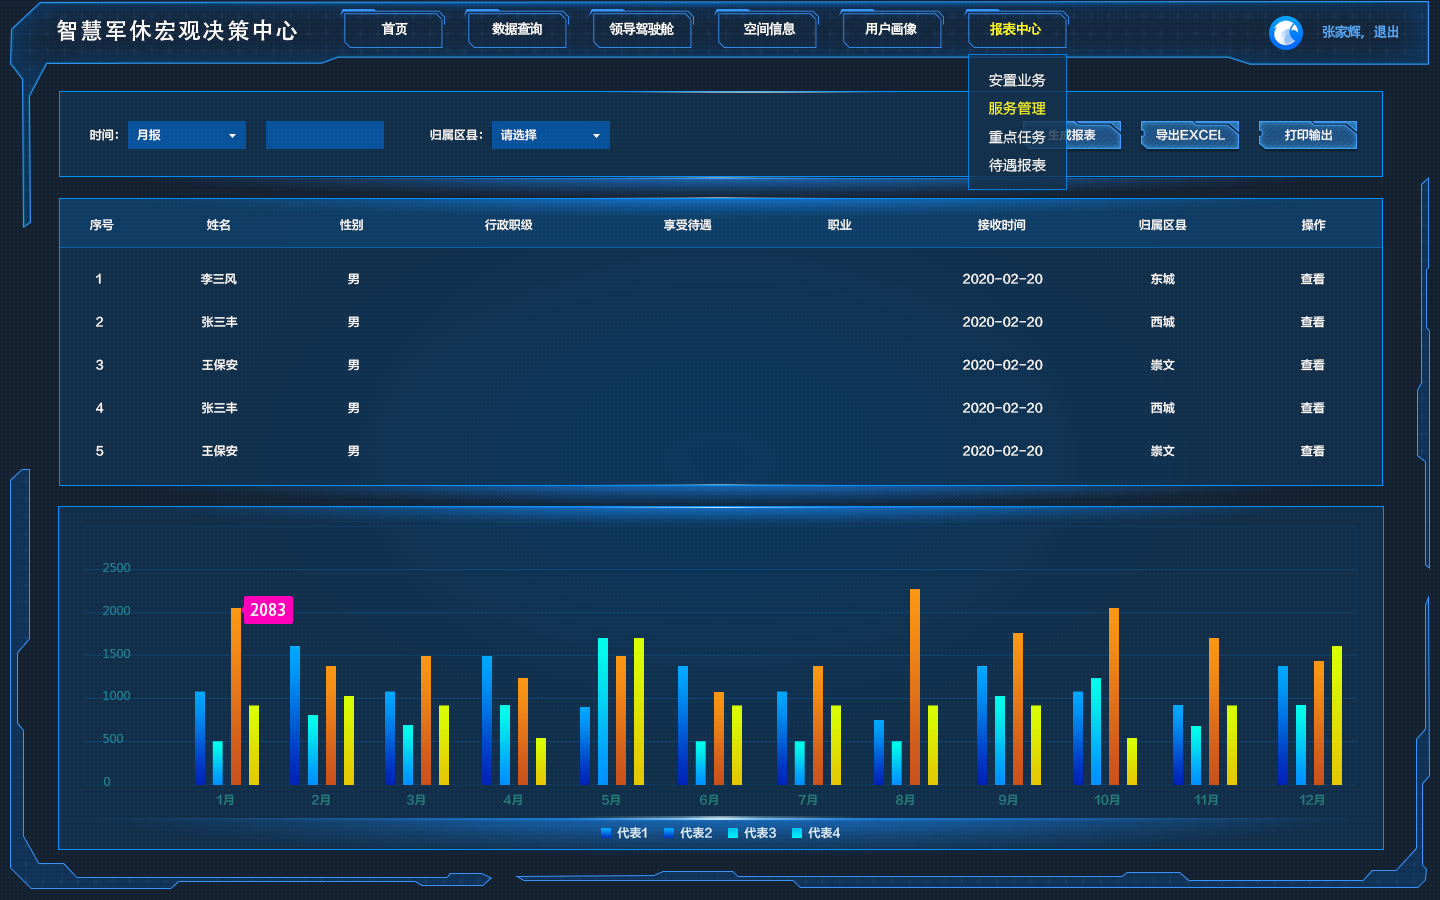 智慧军休宏观决策中心
首页 数据查询 领导驾驶舱 空间信息 用户画像 报表中心
张家辉，退出
安置业务
服务管理
重点任务
待遇报表
时间： 月报 归属区县： 请选择 生成报表 导出EXCEL 打印输出
序号 姓名 性别 行政职级 享受待遇 职业 接收时间 归属区县 操作
1 李三风 男 2020-02-20 东城 查看
2 张三丰 男 2020-02-20 西城 查看
3 王保安 男 2020-02-20 崇文 查看
4 张三丰 男 2020-02-20 西城 查看
5 王保安 男 2020-02-20 崇文 查看
2500
2000
1500
1000
500
0
2083
1月 2月 3月 4月 5月 6月 7月 8月 9月 10月 11月 12月
代表1 代表2 代表3 代表4